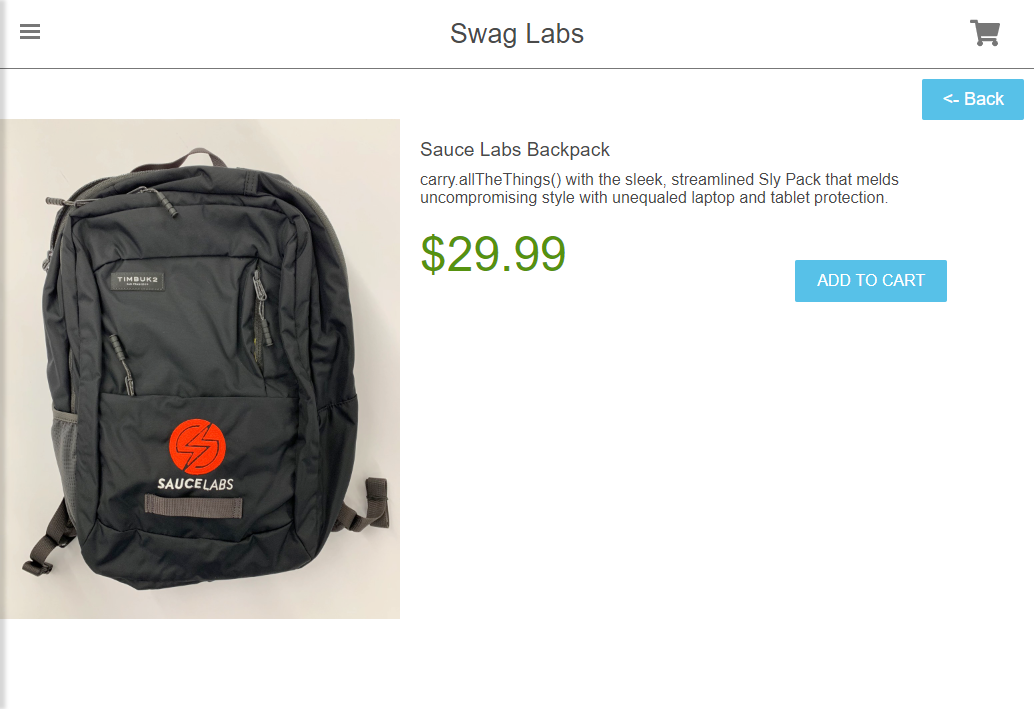 Swag Labs
<- Back
Sauce Labs Backpack
carry.allTheThings() with the sleek, streamlined Sly Pack that melds
uncompromising style with unequaled laptop and tablet protection.
$29.99
ADD TO CART
TIMBUK2
SAUCELABS